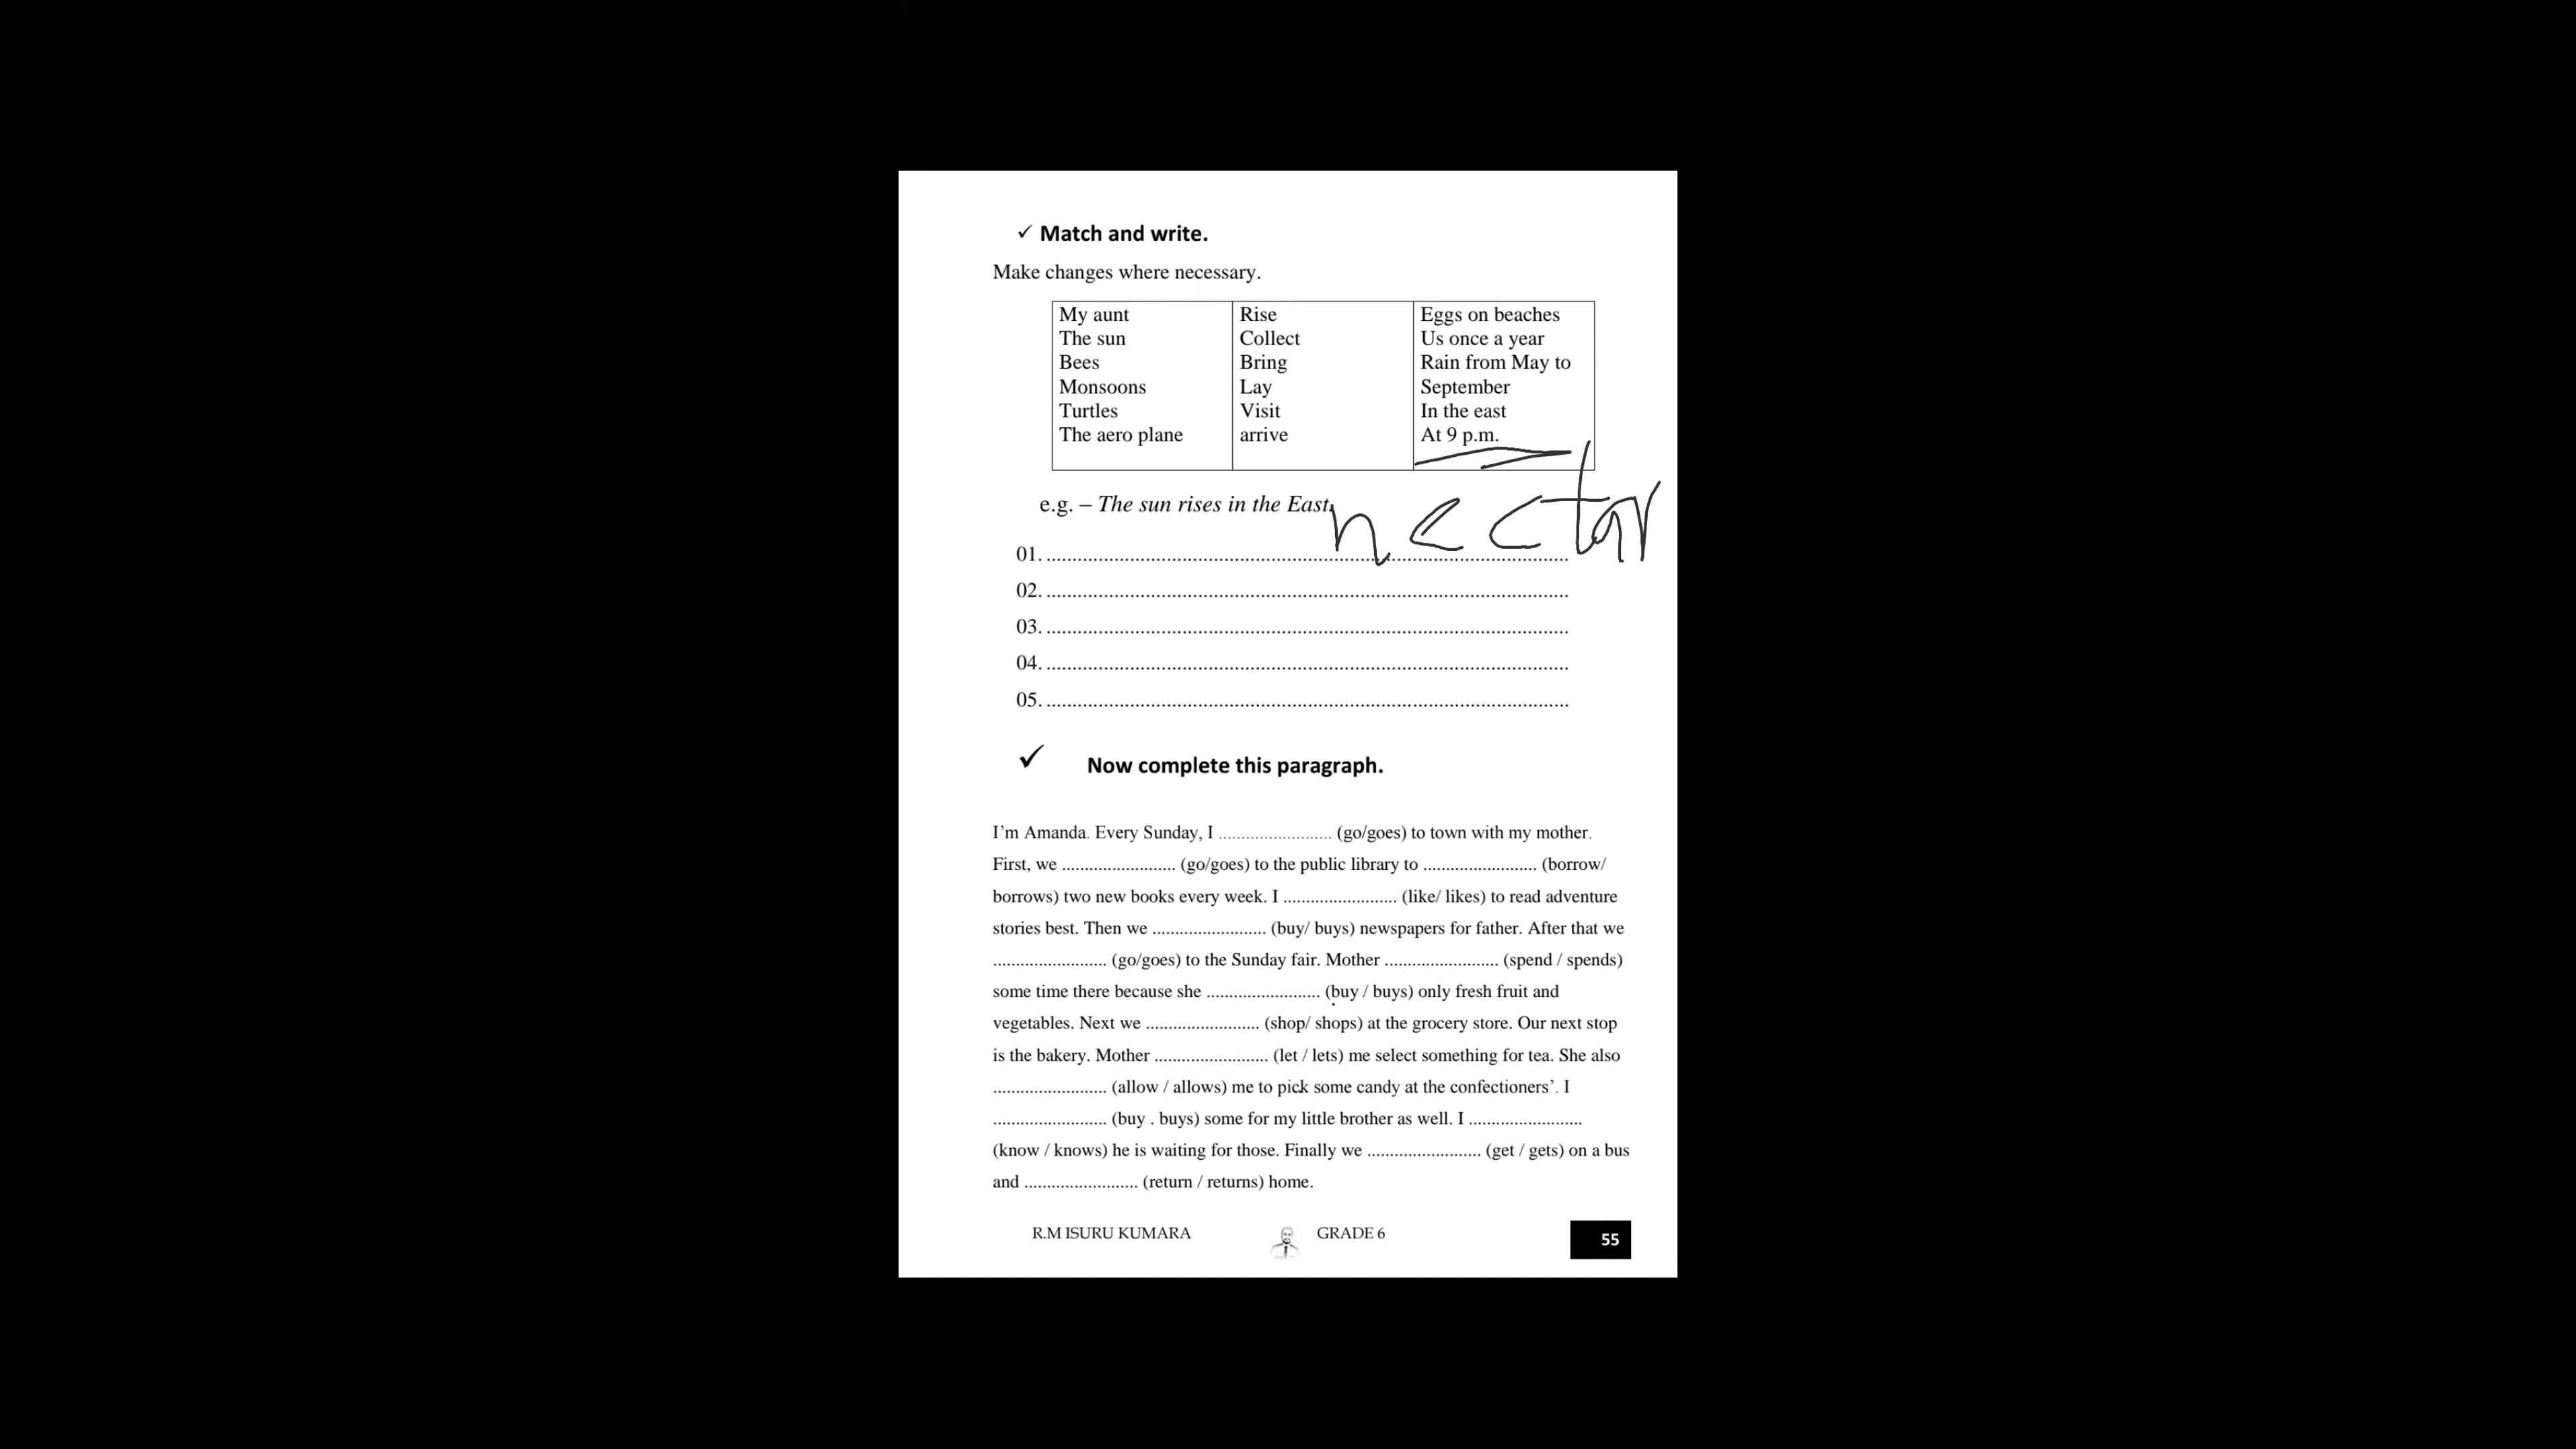 ✓ Match and write.
Make changes where necessary.
My aunt Rise Eggs on beaches
The sun Collect Us once a year
Bees Bring Rain from May to
Monsoons Lay September
Turtles Visit In the east
The aero plane arrive At 9 p.m.
e.g. – The sun rises in the East.
nectar
01. ....................................................................................................
02. ....................................................................................................
03. ....................................................................................................
04. ....................................................................................................
05. ....................................................................................................
✓ Now complete this paragraph.
I’m Amanda. Every Sunday, I ......................... (go/goes) to town with my mother.
First, we ......................... (go/goes) to the public library to ......................... (borrow/
borrows) two new books every week. I ......................... (like/ likes) to read adventure
stories best. Then we ......................... (buy/ buys) newspapers for father. After that we
......................... (go/goes) to the Sunday fair. Mother ......................... (spend / spends)
some time there because she ......................... (buy / buys) only fresh fruit and
vegetables. Next we ......................... (shop/ shops) at the grocery store. Our next stop
is the bakery. Mother ......................... (let / lets) me select something for tea. She also
......................... (allow / allows) me to pick some candy at the confectioners’. I
......................... (buy . buys) some for my little brother as well. I .........................
(know / knows) he is waiting for those. Finally we ......................... (get / gets) on a bus
and ......................... (return / returns) home.
R.M ISURU KUMARA GRADE 6 55